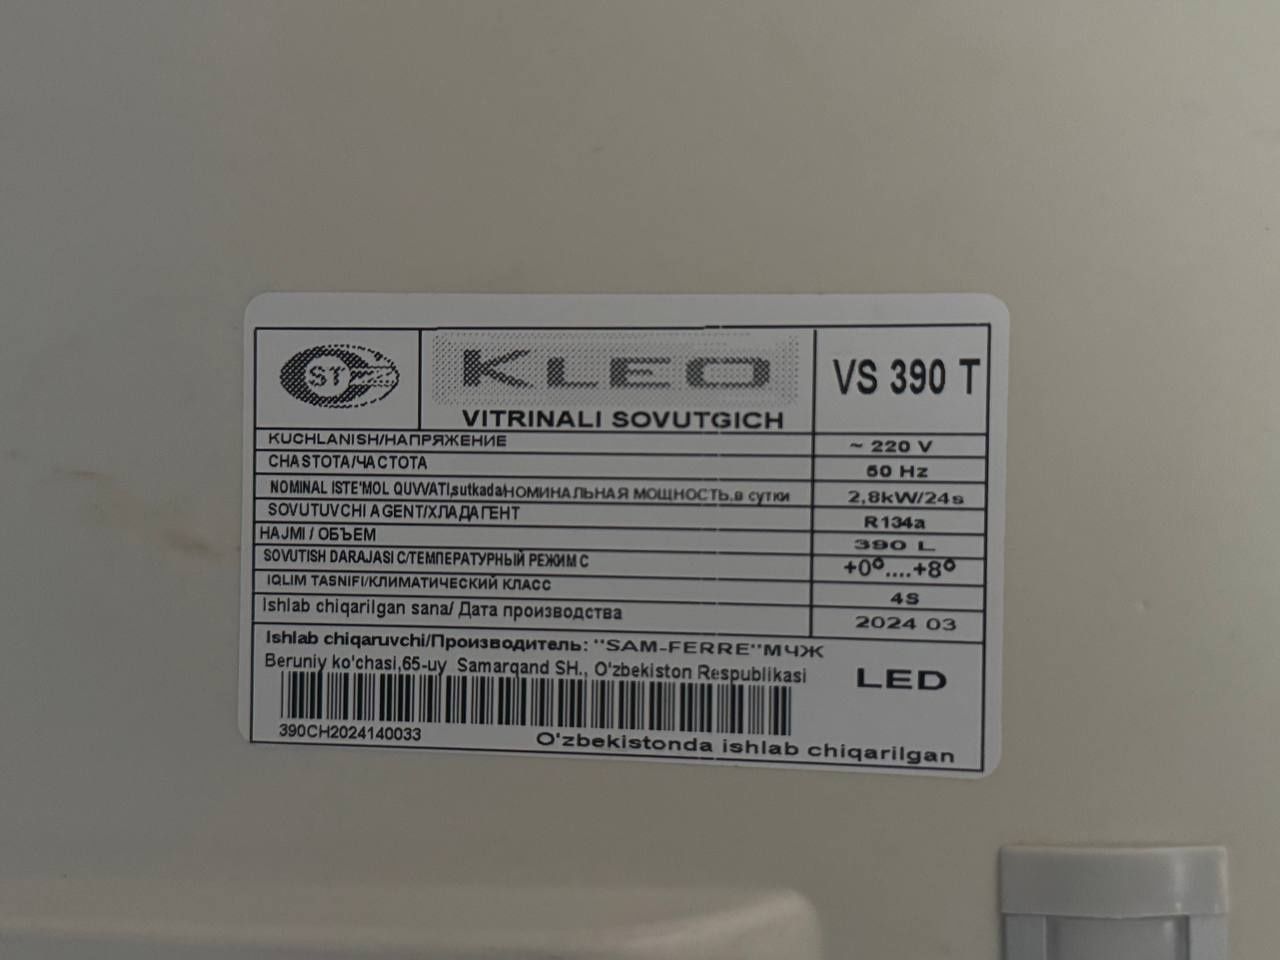 ST
KLEO
VITRINALI SOVUTGICH
VS 390 T
KUCHLANISH/НАПРЯЖЕНИЕ ~ 220 V
CHASTOTA/ЧАСТОТА 50 Hz
NOMINAL ISTE'MOL QUVVATI,sutkada/НОМИНАЛЬНАЯ МОЩНОСТЬ,в сутки 2,8kW/24s
SOVUTUVCHI AGENT/ХЛАДАГЕНТ R134a
HAJMI / ОБЪЕМ 390 L
SOVUTISH DARAJASI C/ТЕМПЕРАТУРНЫЙ РЕЖИМ С +0°....+8°
IQLIM TASNIFI/КЛИМАТИЧЕСКИЙ КЛАСС 4S
Ishlab chiqarilgan sana/ Дата производства 2024 03
Ishlab chiqaruvchi/Производитель: "SAM-FERRE"МЧЖ
Beruniy ko'chasi,65-uy Samarqand SH., O'zbekiston Respublikasi
LED
390CH2024140033
O'zbekistonda ishlab chiqarilgan